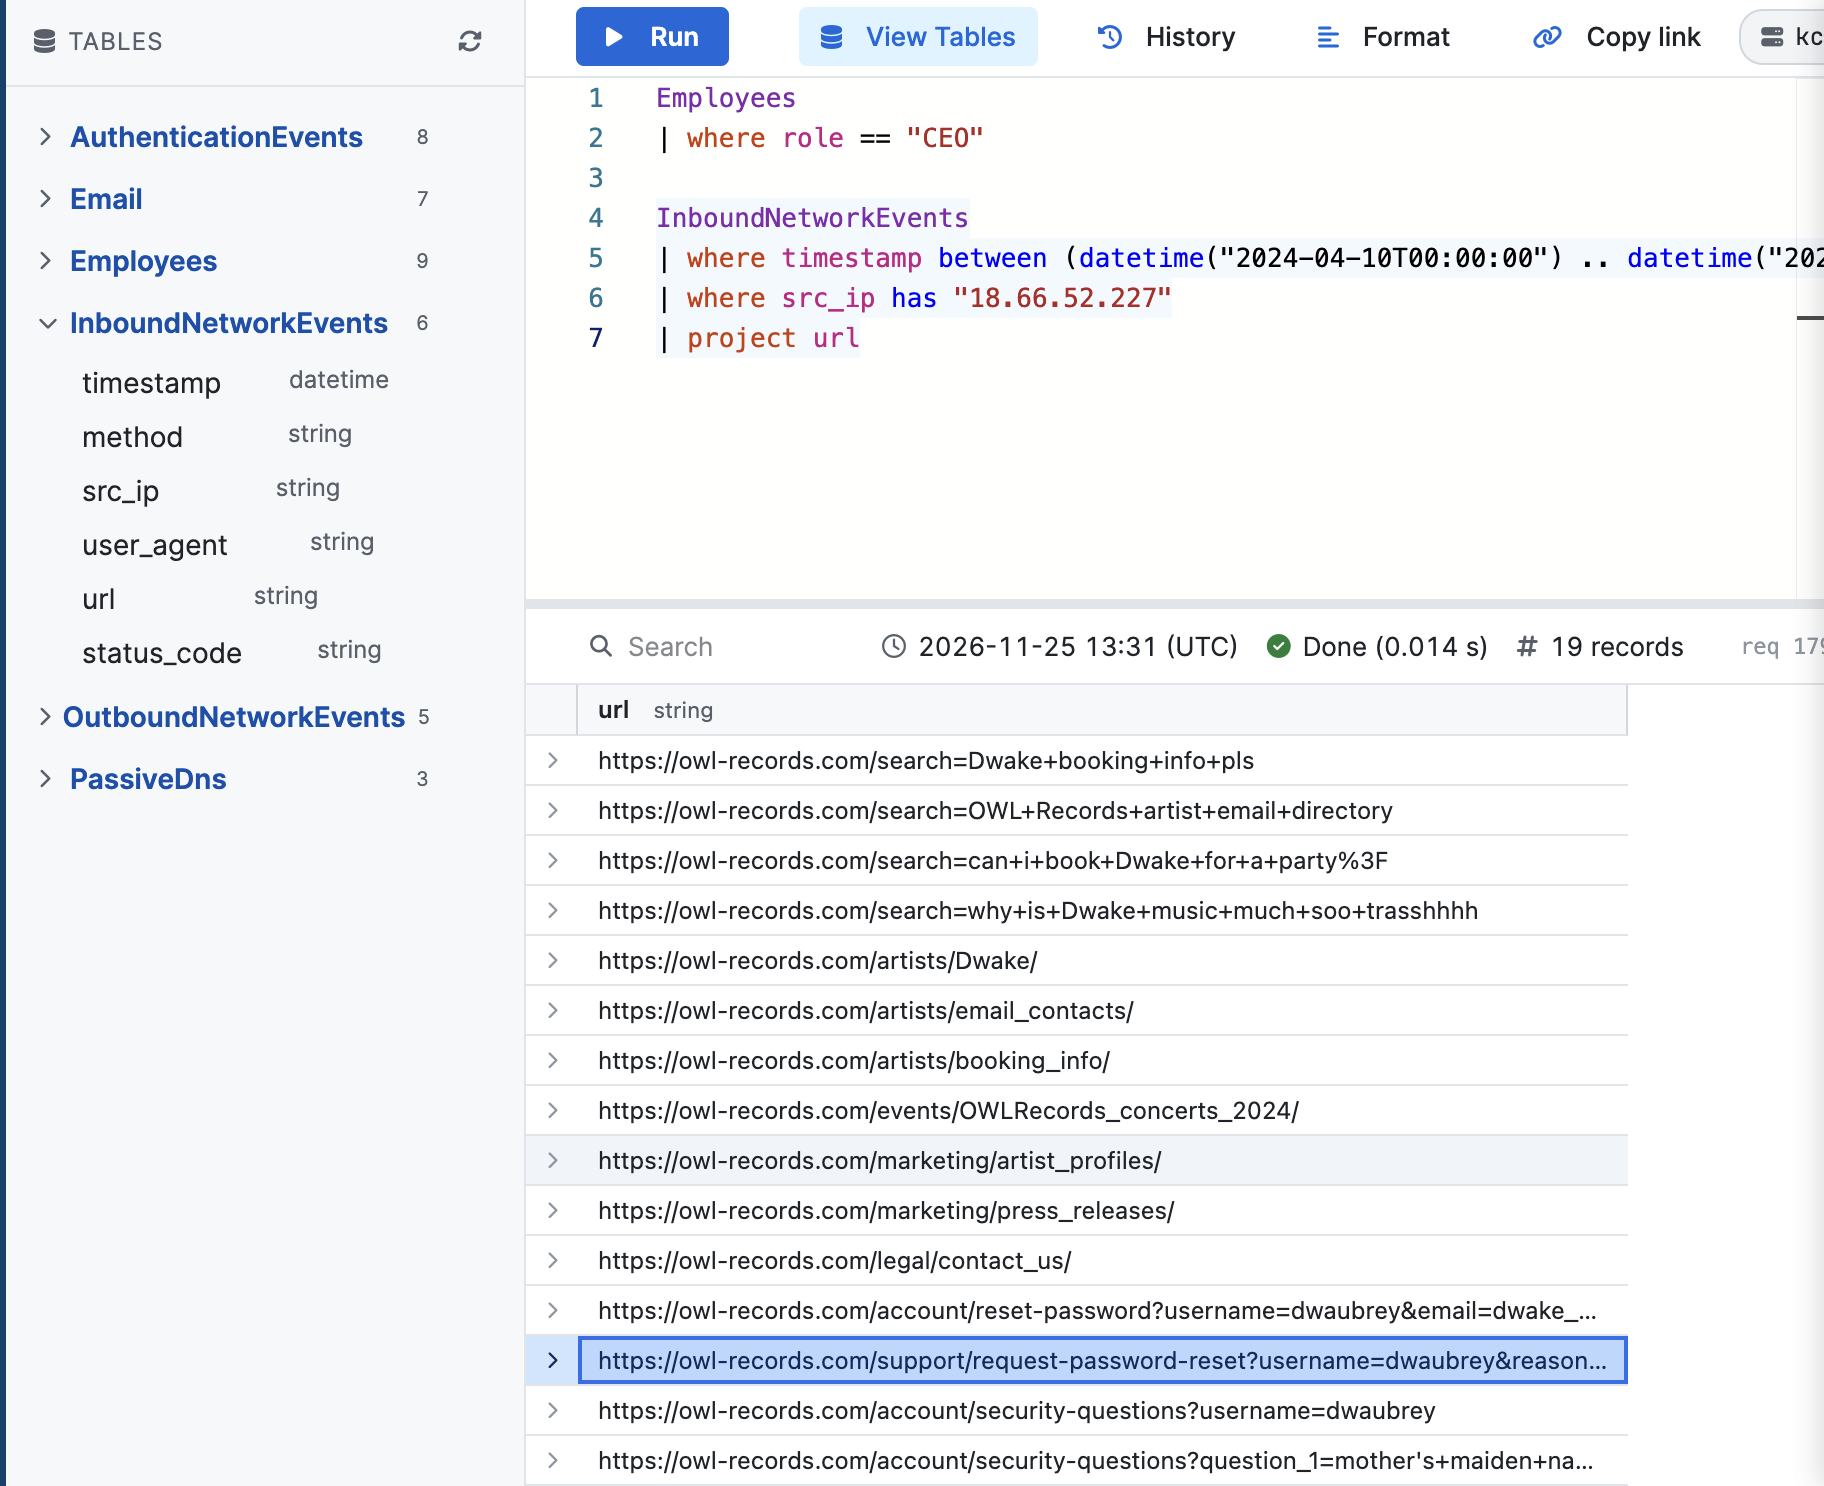 TABLES
AuthenticationEvents 8
Email 7
Employees 9
InboundNetworkEvents 6
timestamp datetime
method string
src_ip string
user_agent string
url string
status_code string
OutboundNetworkEvents 5
PassiveDns 3
Run View Tables History Format Copy link kc
1 Employees
2 | where role == "CEO"
3
4 InboundNetworkEvents
5 | where timestamp between (datetime("2024-04-10T00:00:00") .. datetime("202
6 | where src_ip has "18.66.52.227"
7 | project url
Search 2026-11-25 13:31 (UTC) Done (0.014 s) # 19 records req 179
url string
https://owl-records.com/search=Dwake+booking+info+pls
https://owl-records.com/search=OWL+Records+artist+email+directory
https://owl-records.com/search=can+i+book+Dwake+for+a+party%3F
https://owl-records.com/search=why+is+Dwake+music+much+soo+trasshhhh
https://owl-records.com/artists/Dwake/
https://owl-records.com/artists/email_contacts/
https://owl-records.com/artists/booking_info/
https://owl-records.com/events/OWLRecords_concerts_2024/
https://owl-records.com/marketing/artist_profiles/
https://owl-records.com/marketing/press_releases/
https://owl-records.com/legal/contact_us/
https://owl-records.com/account/reset-password?username=dwaubrey&email=dwake_...
https://owl-records.com/support/request-password-reset?username=dwaubrey&reason...
https://owl-records.com/account/security-questions?username=dwaubrey
https://owl-records.com/account/security-questions?question_1=mother's+maiden+na...